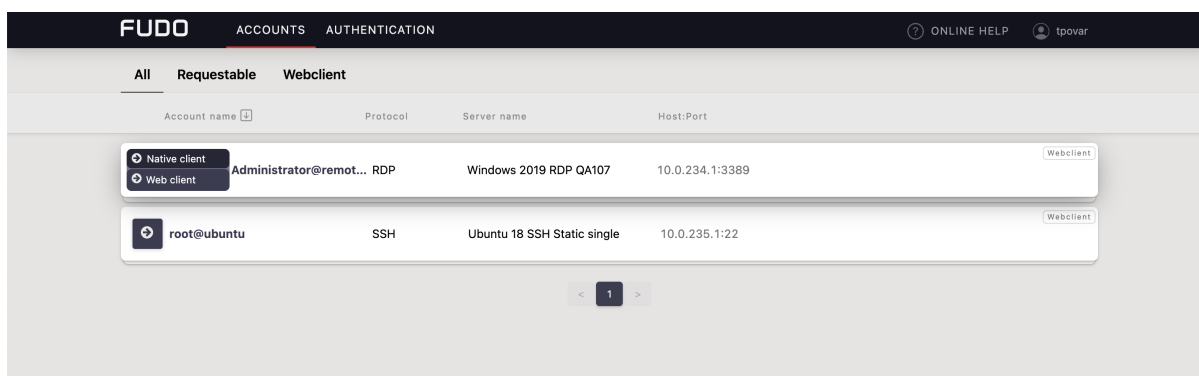 FUDO ACCOUNTS AUTHENTICATION ? ONLINE HELP tpovar
All Requestable Webclient
Account name Protocol Server name Host:Port
Native client
Web client
Administrator@remot... RDP Windows 2019 RDP QA107 10.0.234.1:3389 Webclient
root@ubuntu SSH Ubuntu 18 SSH Static single 10.0.235.1:22 Webclient
< 1 >